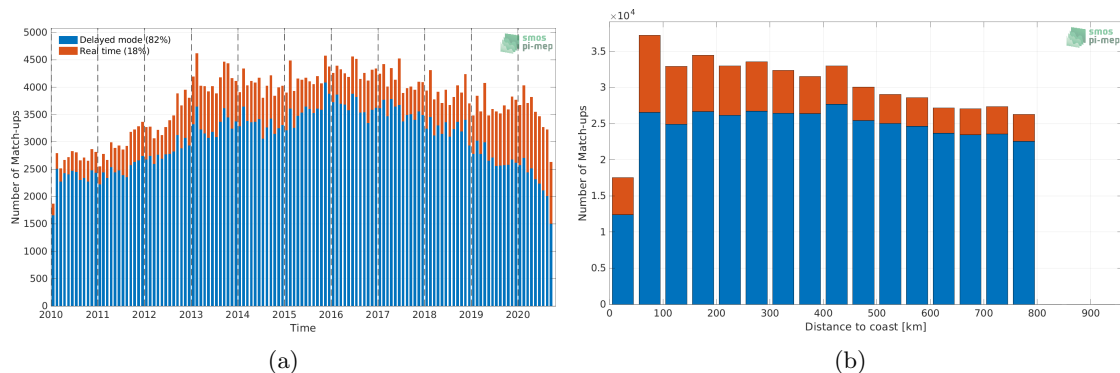 5000
4500
4000
3500
3000
2500
2000
1500
1000
500
0
Number of Match-ups
Delayed mode (82%)
Real time (18%)
smos
pi-mep
2010 2011 2012 2013 2014 2015 2016 2017 2018 2019 2020
Time
(a)
×10⁴
3.5
3
2.5
2
1.5
1
0.5
0
Number of Match-ups
smos
pi-mep
0 100 200 300 400 500 600 700 800 900
Distance to coast [km]
(b)